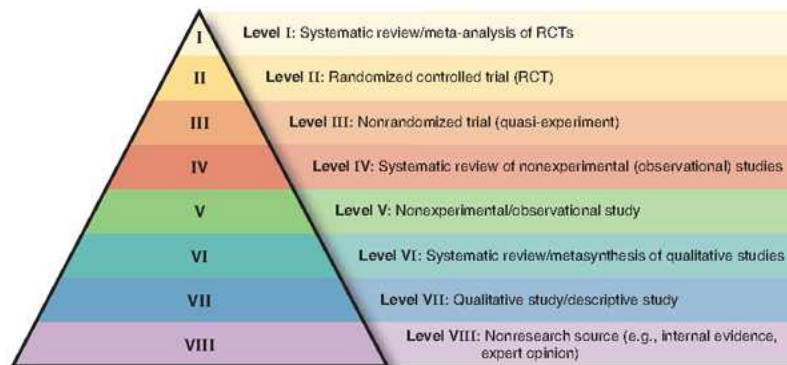 I
Level I: Systematic review/meta-analysis of RCTs
II
Level II: Randomized controlled trial (RCT)
III
Level III: Nonrandomized trial (quasi-experiment)
IV
Level IV: Systematic review of nonexperimental (observational) studies
V
Level V: Nonexperimental/observational study
VI
Level VI: Systematic review/metasynthesis of qualitative studies
VII
Level VII: Qualitative study/descriptive study
VIII
Level VIII: Nonresearch source (e.g., internal evidence,
expert opinion)